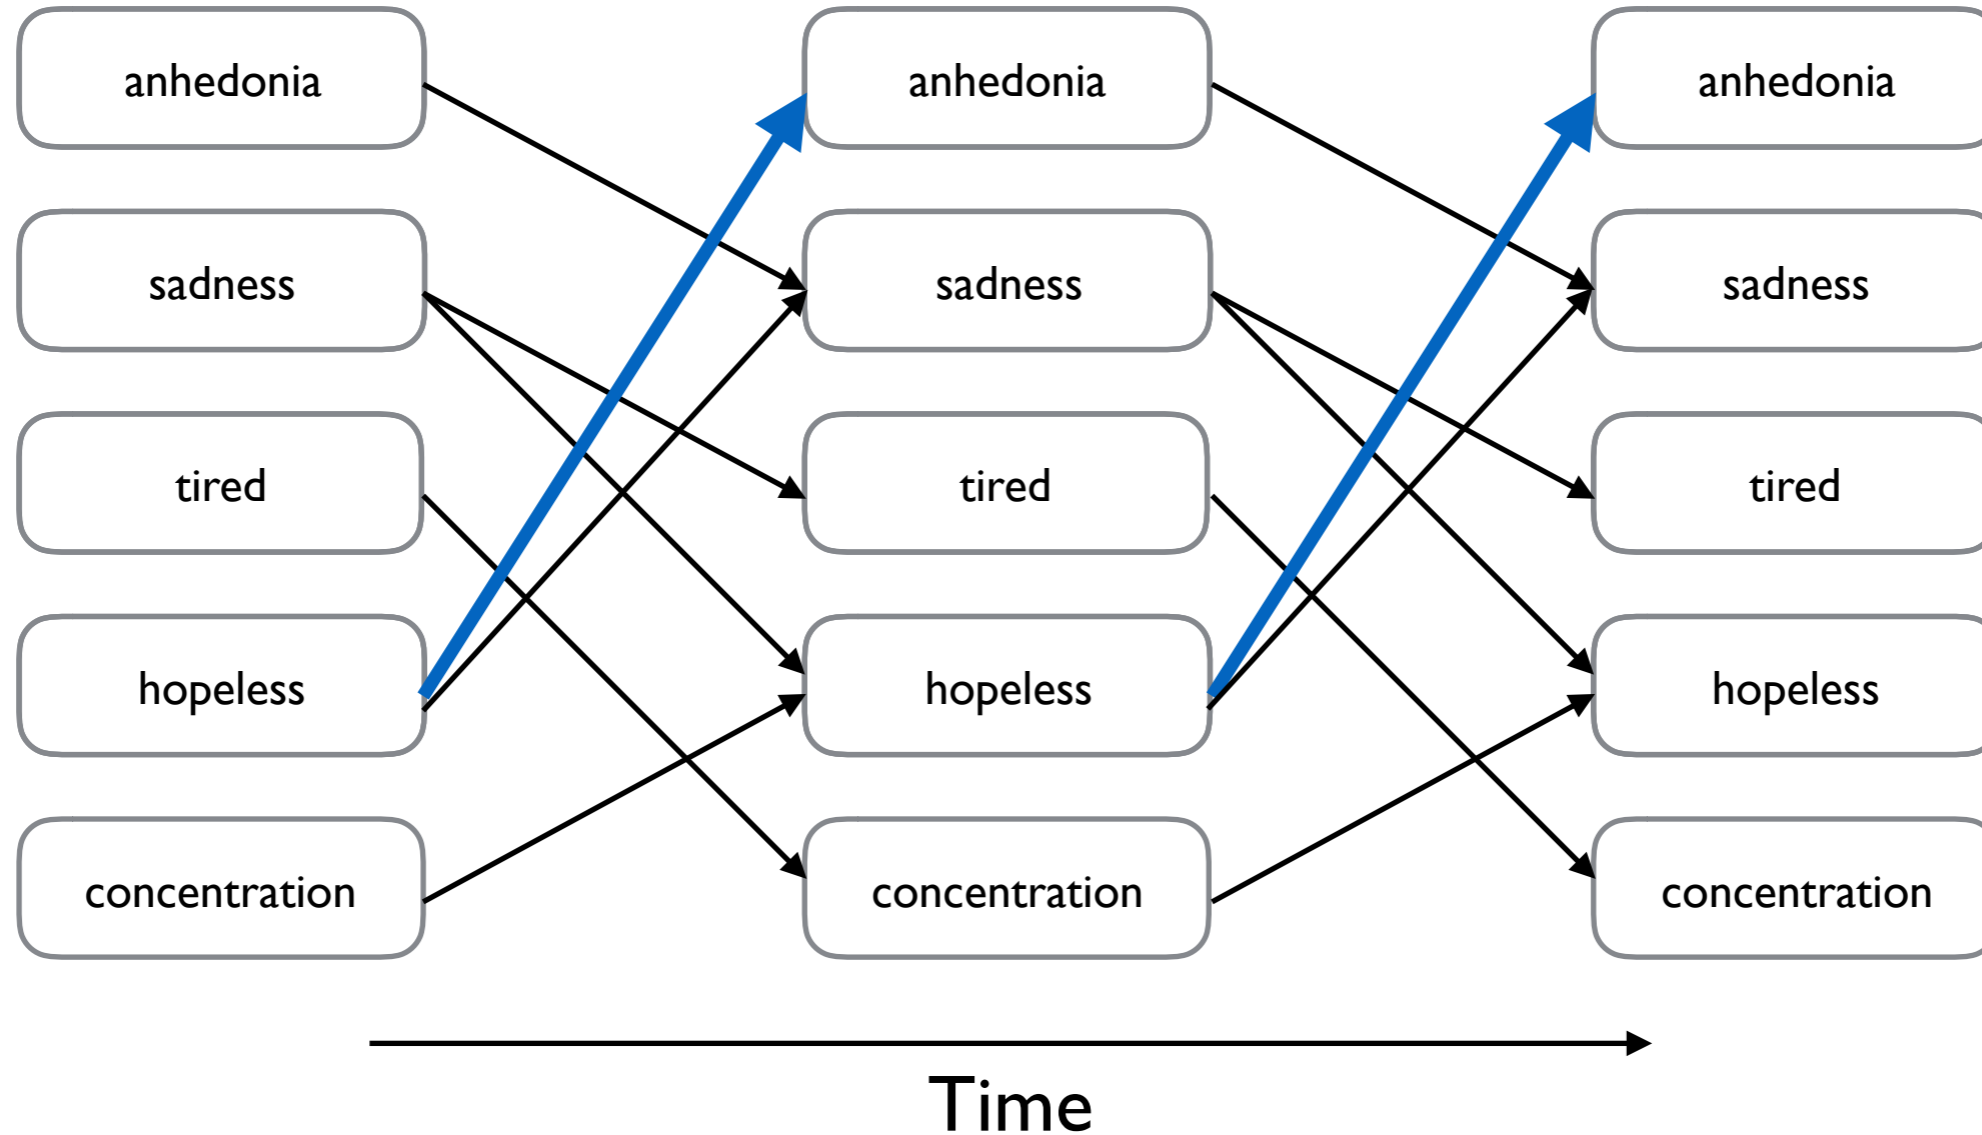 anhedonia anhedonia anhedonia
sadness sadness sadness
tired tired tired
hopeless hopeless hopeless
concentration concentration concentration
Time